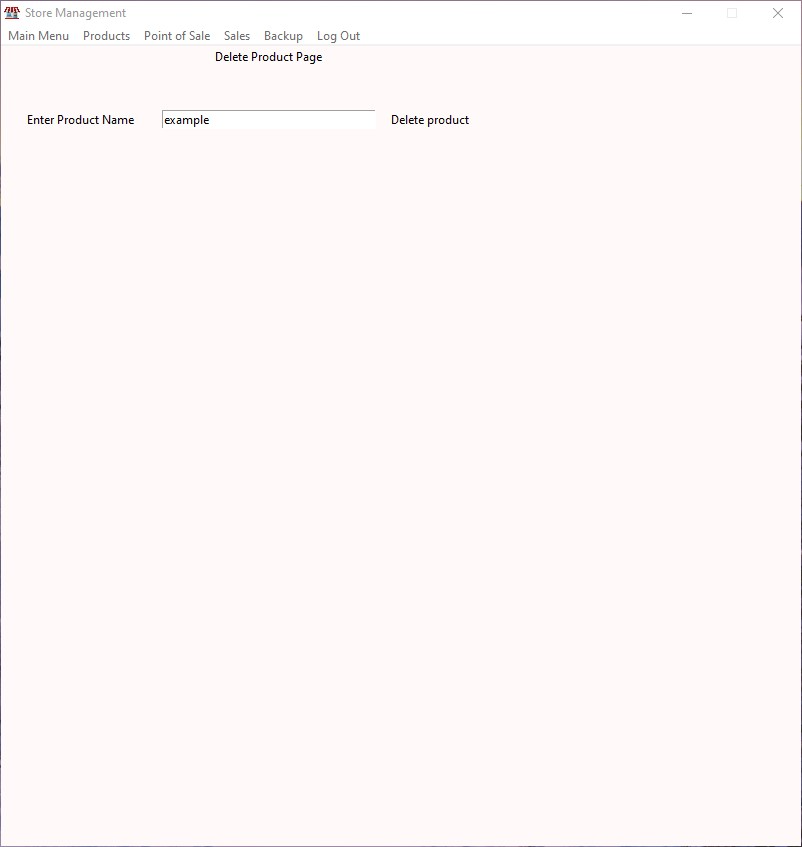 Store Management
Main Menu Products Point of Sale Sales Backup Log Out
Delete Product Page
Enter Product Name example Delete product